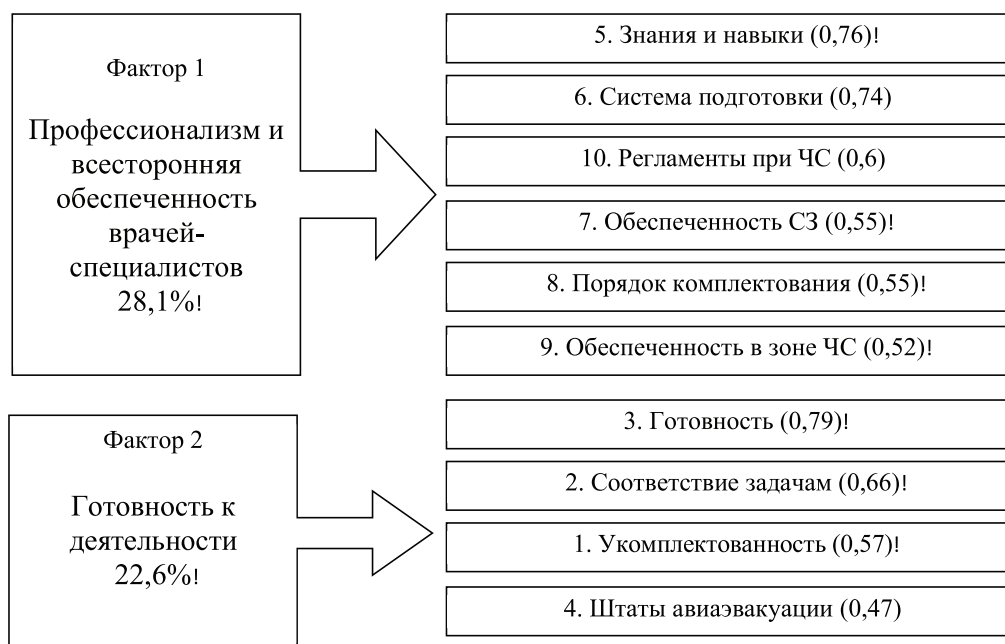 Фактор 1
Профессионализм и
всесторонняя
обеспеченность
врачей-
специалистов
28,1%!
5. Знания и навыки (0,76)!
6. Система подготовки (0,74)
10. Регламенты при ЧС (0,6)
7. Обеспеченность СЗ (0,55)!
8. Порядок комплектования (0,55)!
9. Обеспеченность в зоне ЧС (0,52)!
Фактор 2
Готовность к
деятельности
22,6%!
3. Готовность (0,79)!
2. Соответствие задачам (0,66)!
1. Укомплектованность (0,57)!
4. Штаты авиаэвакуации (0,47)